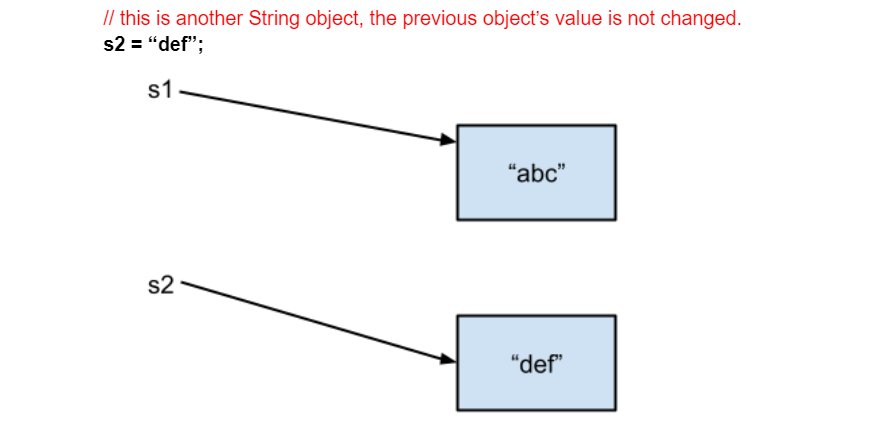 // this is another String object, the previous object’s value is not changed.
s2 = “def”;
s1
“abc”
s2
“def”